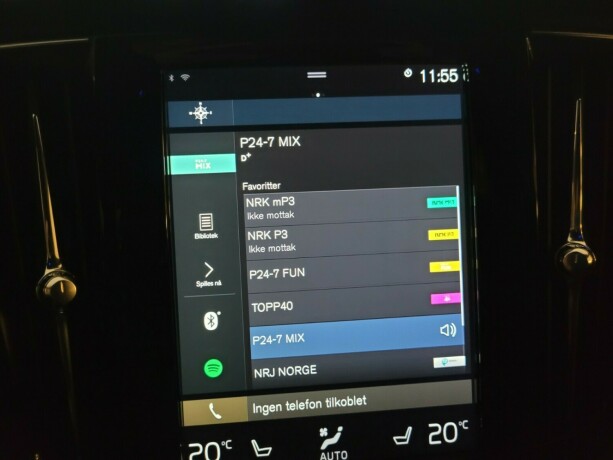 11:55
P24-7 MIX
D+
MIX
Favoritter
NRK mP3
Ikke mottak
NRK P3
Ikke mottak
Bibliotek
P24-7 FUN
Spilles nå
TOPP40
P24-7 MIX
NRJ NORGE
Ingen telefon tilkoblet
20°C
AUTO
20°C